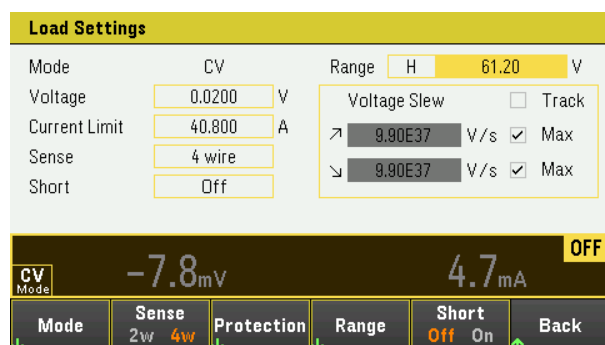 Load Settings
Mode CV Range H 61.20 V
Voltage 0.0200 V Voltage Slew Track
Current Limit 40.800 A 9.90E37 V/s Max
Sense 4 wire 9.90E37 V/s Max
Short Off
OFF
CV
Mode
-7.8mV 4.7mA
Mode Sense Protection Range Short Back
2w 4w Off On